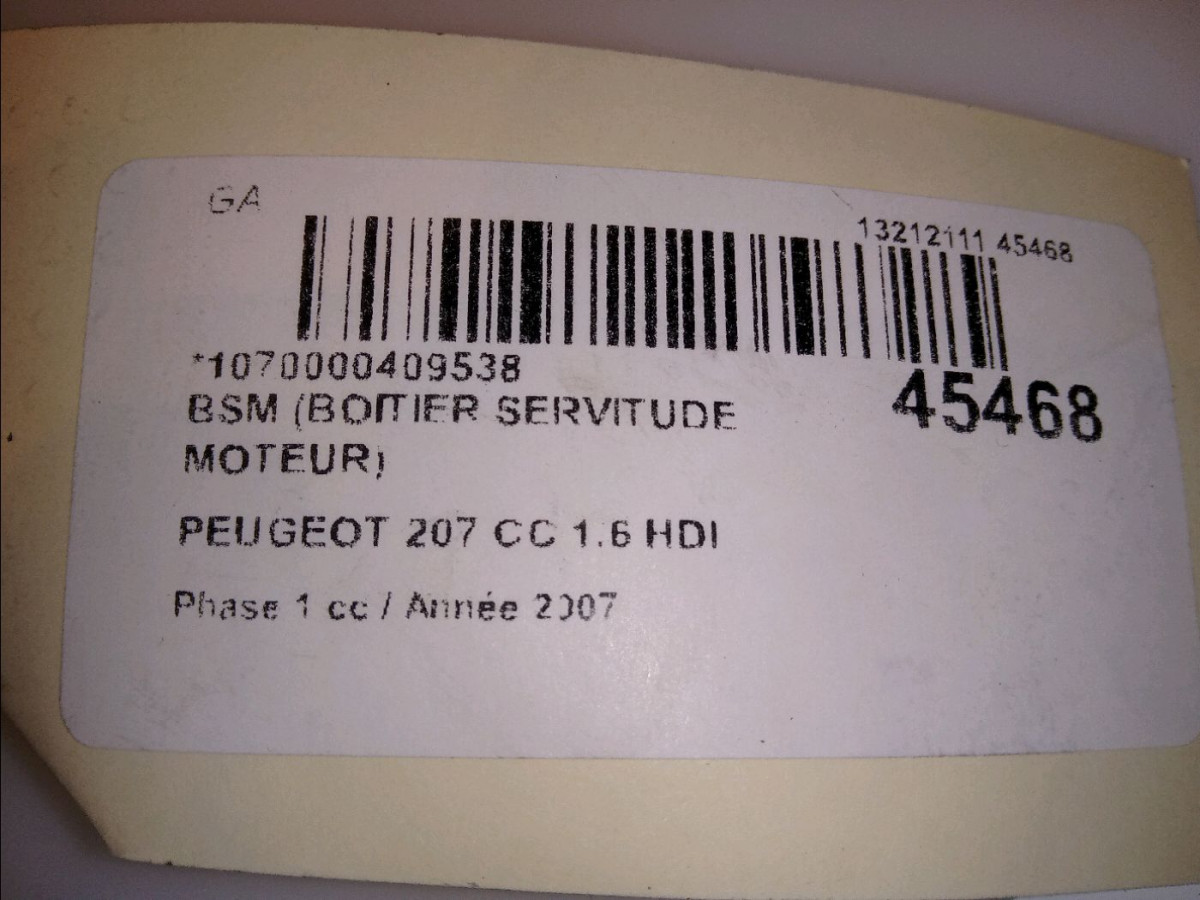 GA
13212111 45468
*1070000409538
45468
BSM (BOITIER SERVITUDE
MOTEUR)
PEUGEOT 207 CC 1.6 HDI
Phase 1 cc / Année 2007